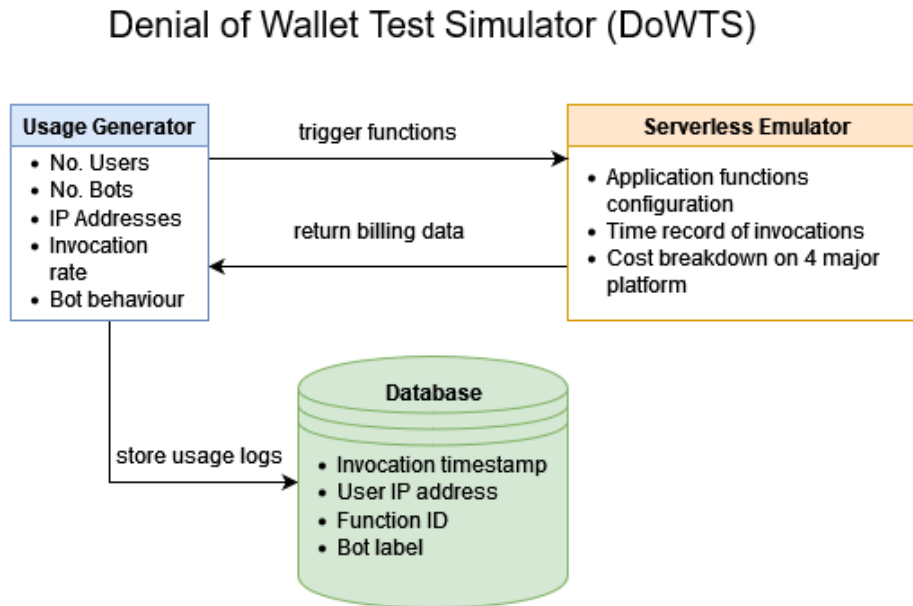 Denial of Wallet Test Simulator (DoWTS)
Usage Generator
• No. Users
• No. Bots
• IP Addresses
• Invocation
rate
• Bot behaviour
trigger functions
return billing data
Serverless Emulator
• Application functions
configuration
• Time record of invocations
• Cost breakdown on 4 major
platform
store usage logs
Database
• Invocation timestamp
• User IP address
• Function ID
• Bot label